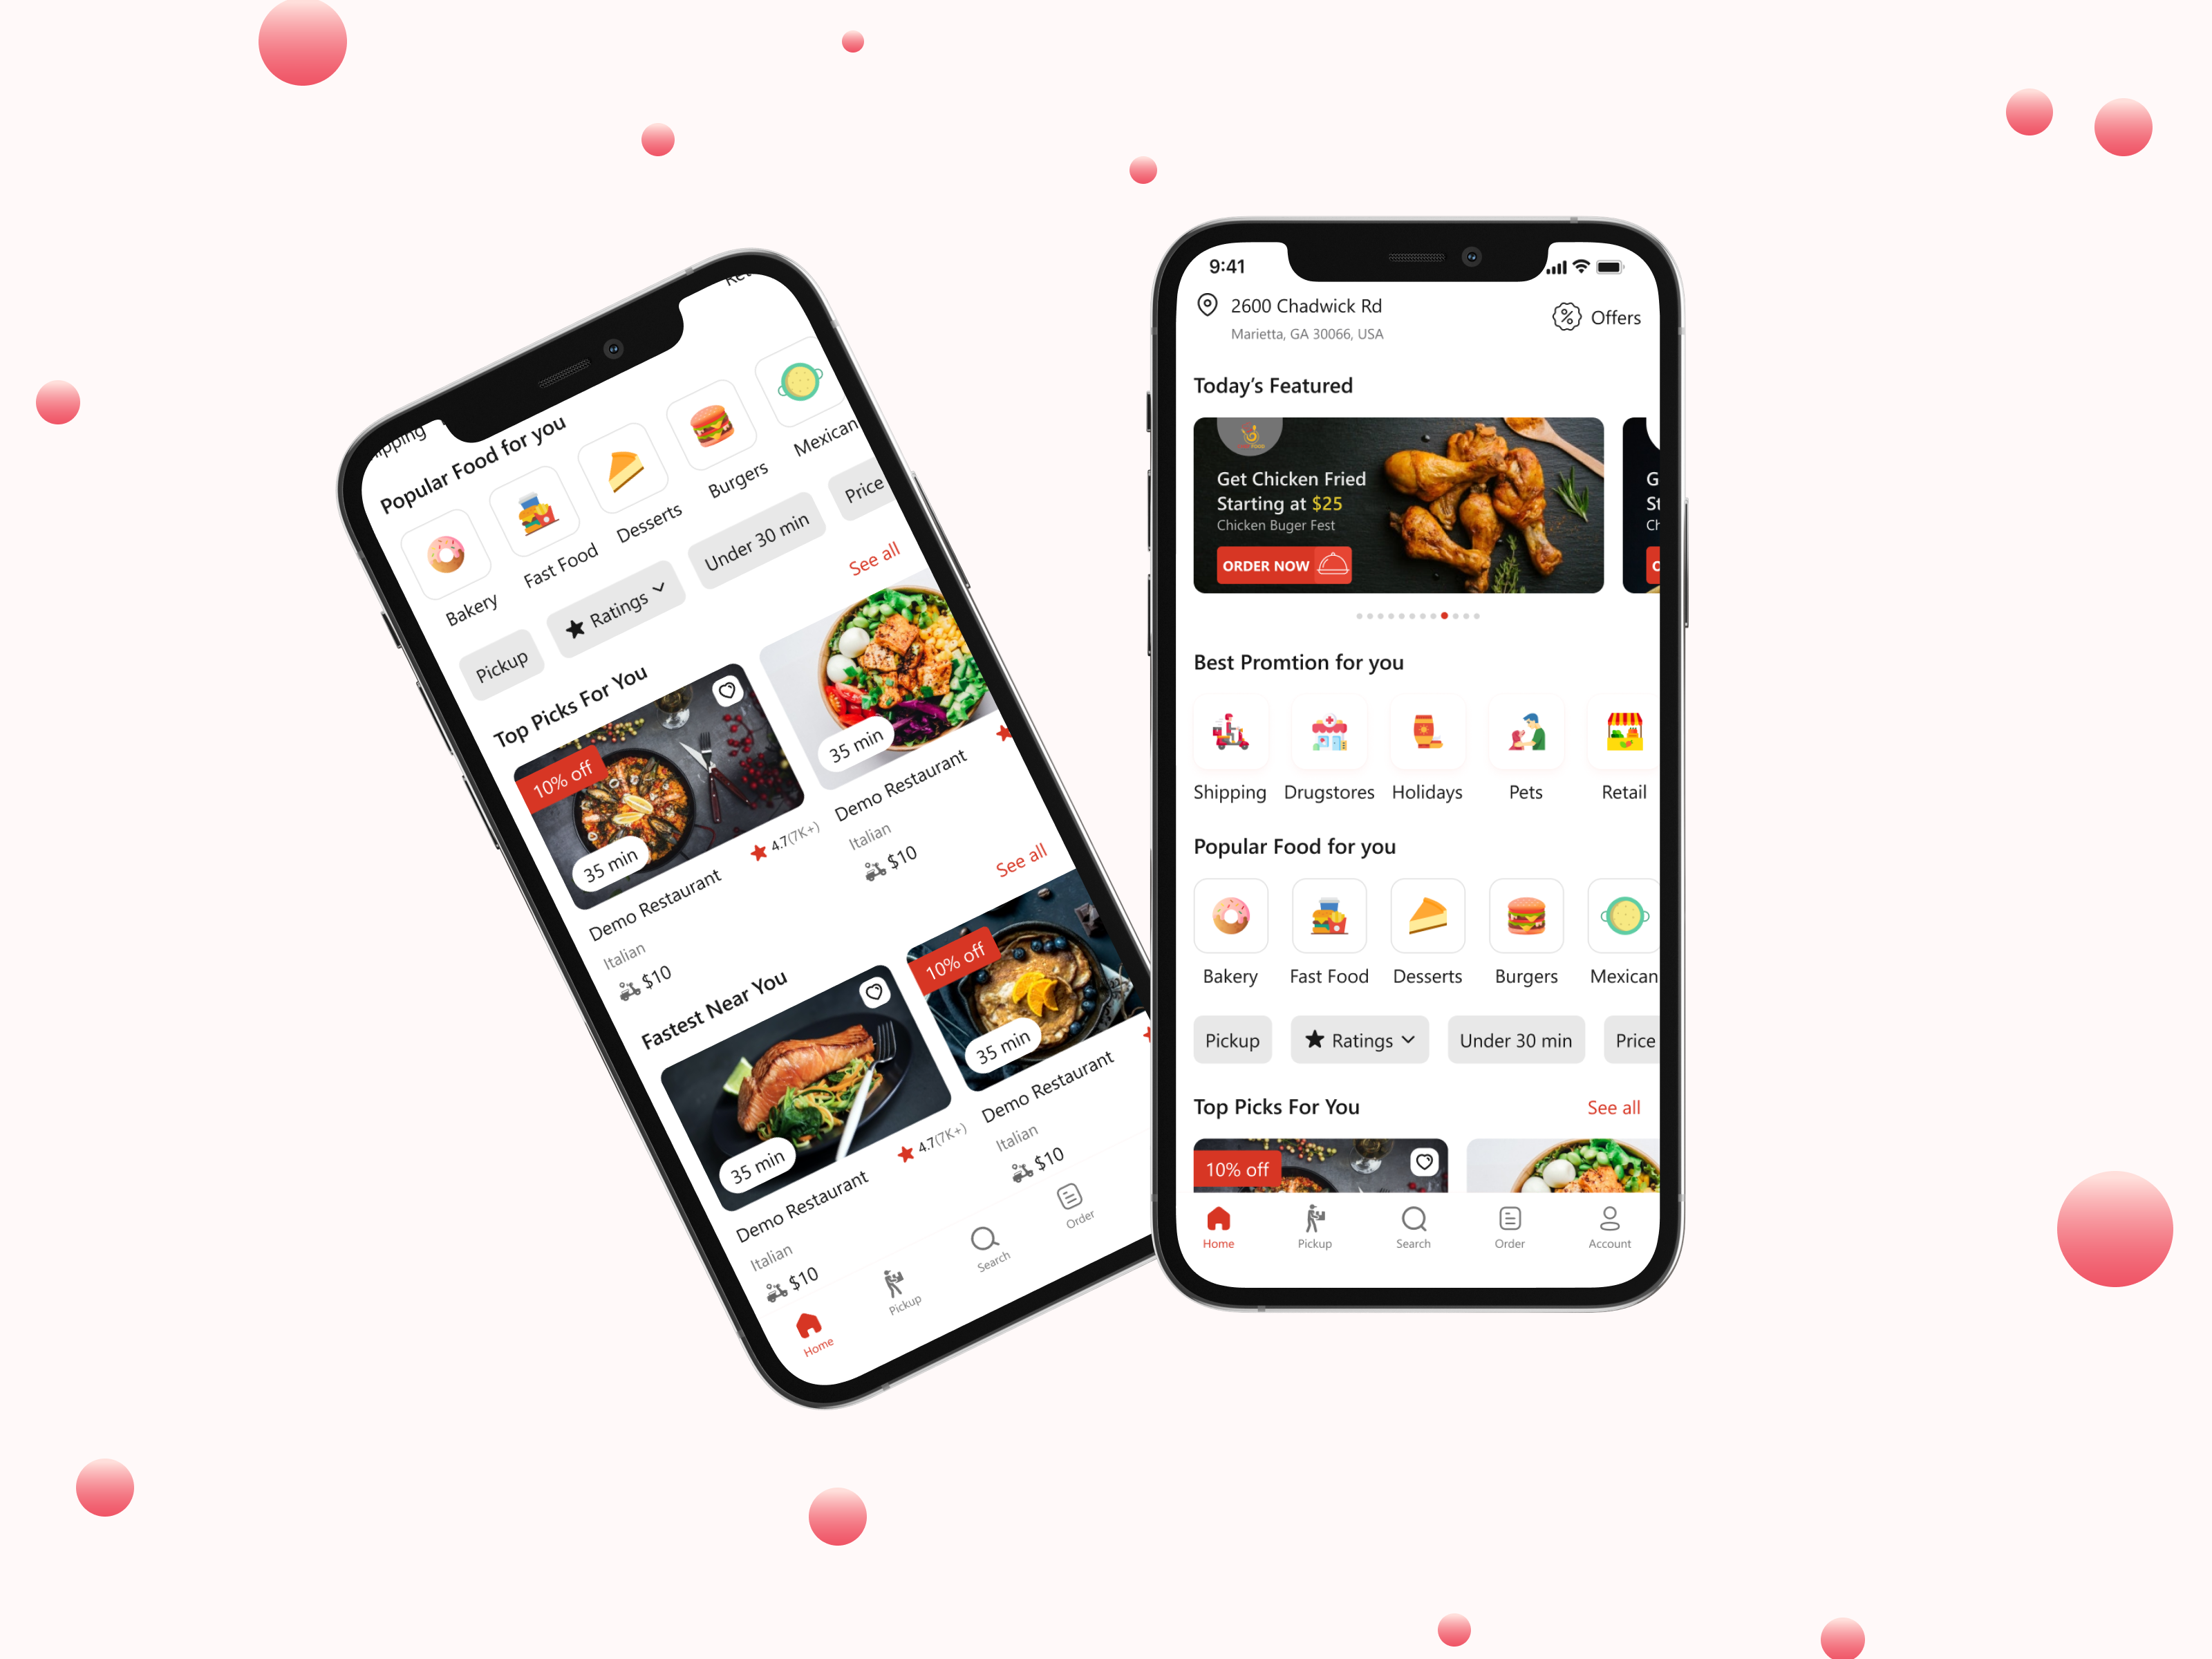 Popular Food for you
Bakery
Fast Food
Desserts
Burgers
Mexican
Pickup
Ratings
Under 30 min
Price
Top Picks For You
See all
10% off
35 min
35 min
Demo Restaurant
4.7(7K+)
Italian
$10
Demo Restaurant
Italian
$10
Fastest Near You
See all
35 min
10% off
35 min
Demo Restaurant
4.7(7K+)
Italian
$10
Demo Restaurant
Italian
$10
Home
Pickup
Search
Order
9:41
2600 Chadwick Rd
Marietta, GA 30066, USA
Offers
Today's Featured
Get Chicken Fried
Starting at $25
Chicken Buger Fest
ORDER NOW
Best Promtion for you
Shipping
Drugstores
Holidays
Pets
Retail
Popular Food for you
Bakery
Fast Food
Desserts
Burgers
Mexican
Pickup
Ratings
Under 30 min
Price
Top Picks For You
See all
10% off
Home
Pickup
Search
Order
Account